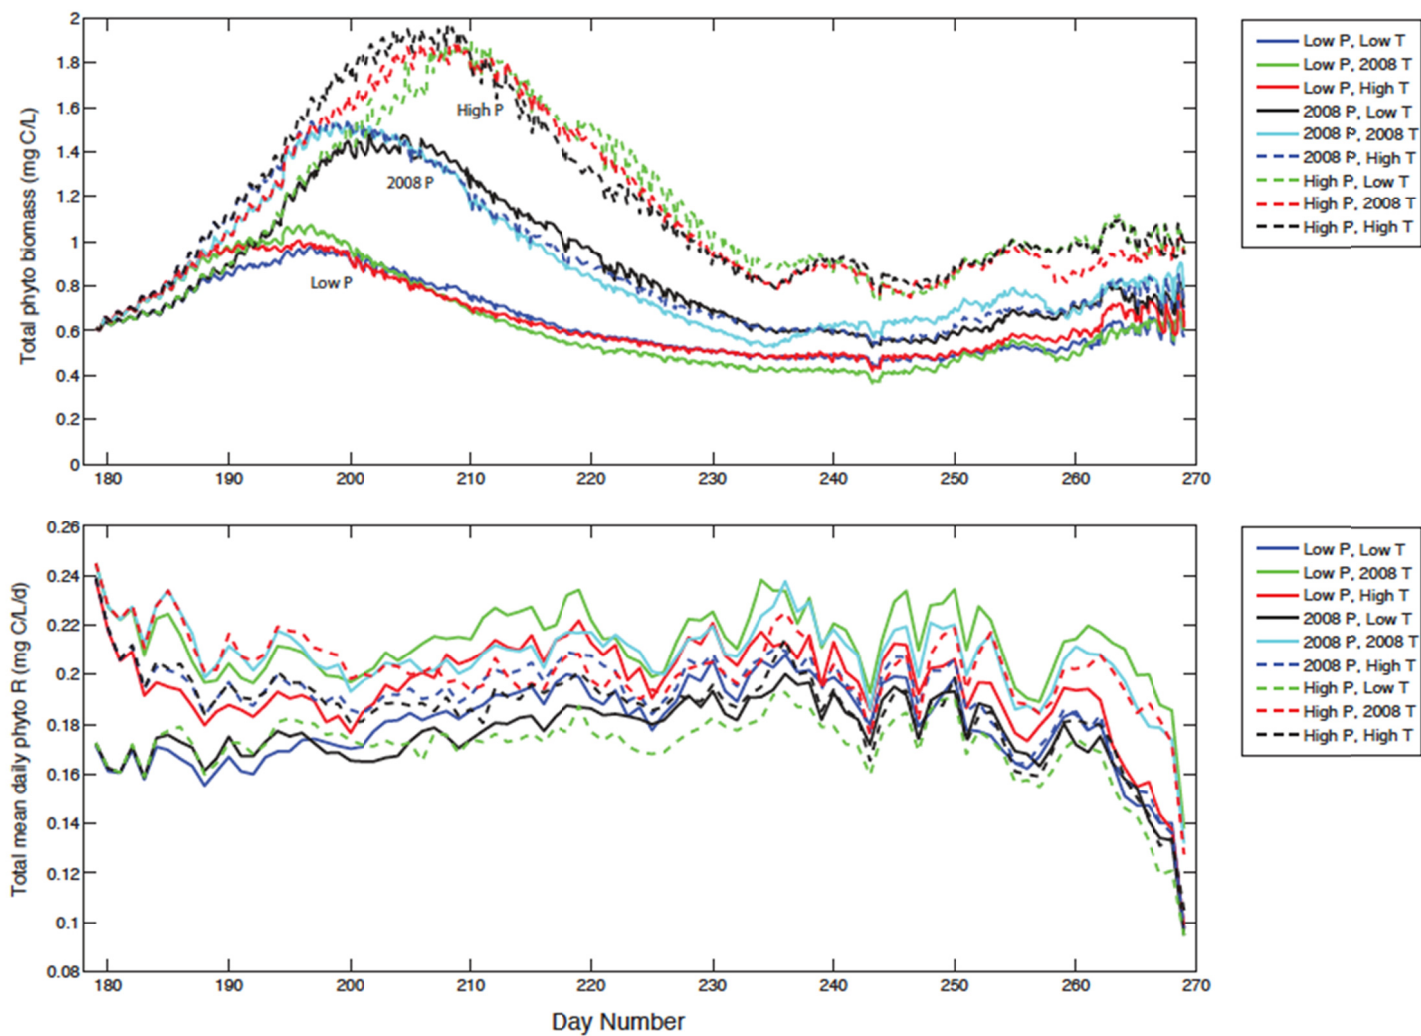 Total phyto biomass (mg C/L)
2
1.8
1.6
1.4
1.2
1
0.8
0.6
0.4
0.2
0
High P
2008 P
Low P
180 190 200 210 220 230 240 250 260 270
Low P, Low T
Low P, 2008 T
Low P, High T
2008 P, Low T
2008 P, 2008 T
2008 P, High T
High P, Low T
High P, 2008 T
High P, High T
Total mean daily phyto R (mg C/L/d)
0.26
0.24
0.22
0.2
0.18
0.16
0.14
0.12
0.1
0.08
180 190 200 210 220 230 240 250 260 270
Day Number
Low P, Low T
Low P, 2008 T
Low P, High T
2008 P, Low T
2008 P, 2008 T
2008 P, High T
High P, Low T
High P, 2008 T
High P, High T